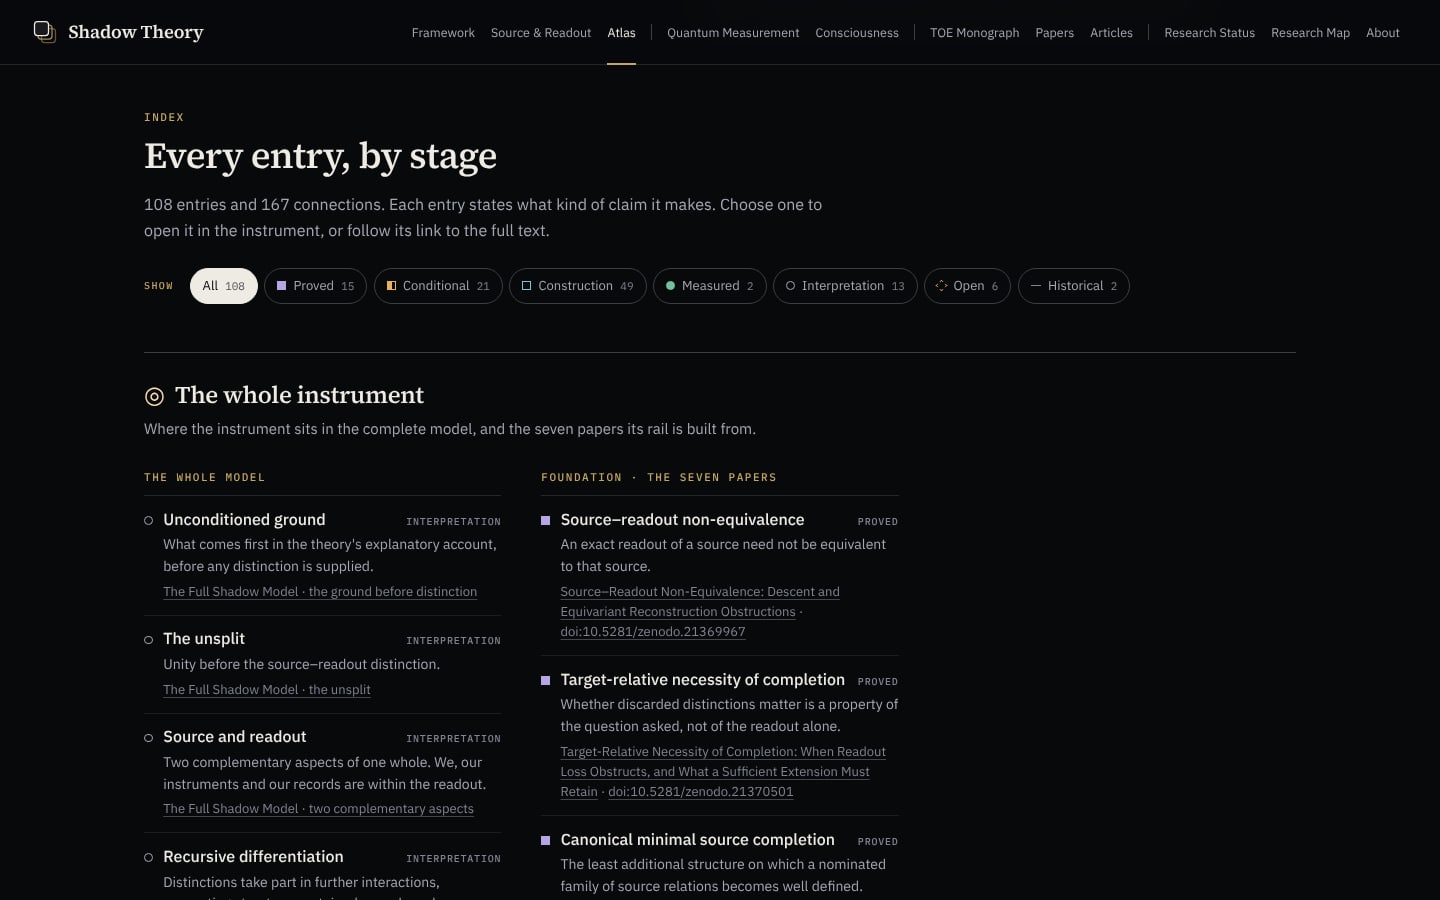 Shadow Theory
Framework Source & Readout Atlas Quantum Measurement Consciousness TOE Monograph Papers Articles Research Status Research Map About
INDEX
Every entry, by stage
108 entries and 167 connections. Each entry states what kind of claim it makes. Choose one to
open it in the instrument, or follow its link to the full text.
SHOW All 108 Proved 15 Conditional 21 Construction 49 Measured 2 Interpretation 13 Open 6 Historical 2
The whole instrument
Where the instrument sits in the complete model, and the seven papers its rail is built from.
THE WHOLE MODEL
Unconditioned ground INTERPRETATION
What comes first in the theory's explanatory account,
before any distinction is supplied.
The Full Shadow Model · the ground before distinction
The unsplit INTERPRETATION
Unity before the source–readout distinction.
The Full Shadow Model · the unsplit
Source and readout INTERPRETATION
Two complementary aspects of one whole. We, our
instruments and our records are within the readout.
The Full Shadow Model · two complementary aspects
Recursive differentiation INTERPRETATION
Distinctions take part in further interactions,
FOUNDATION · THE SEVEN PAPERS
Source–readout non-equivalence PROVED
An exact readout of a source need not be equivalent
to that source.
Source–Readout Non-Equivalence: Descent and
Equivariant Reconstruction Obstructions ·
doi:10.5281/zenodo.21369967
Target-relative necessity of completion PROVED
Whether discarded distinctions matter is a property of
the question asked, not of the readout alone.
Target-Relative Necessity of Completion: When Readout
Loss Obstructs, and What a Sufficient Extension Must
Retain · doi:10.5281/zenodo.21370501
Canonical minimal source completion PROVED
The least additional structure on which a nominated
family of source relations becomes well defined.